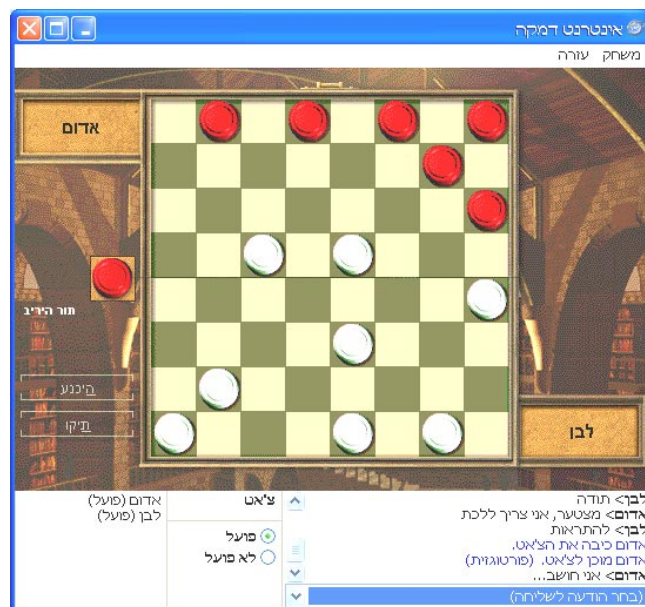 אינטרנט דמקה
משחק עזרה
אדום
תור היריב
היכנע
תיקו
לבן
לבן> תודה
אדום> מצטער, אני צריך ללכת
לבן> להתראות
אדום כיבה את הצ'אט.
אדום מוכן לצ'אט. (פורטוגזית)
אדום> אני חושב...
(בחר הודעה לשליחה)
צ'אט
פועל
לא פועל
אדום (פועל)
לבן (פועל)